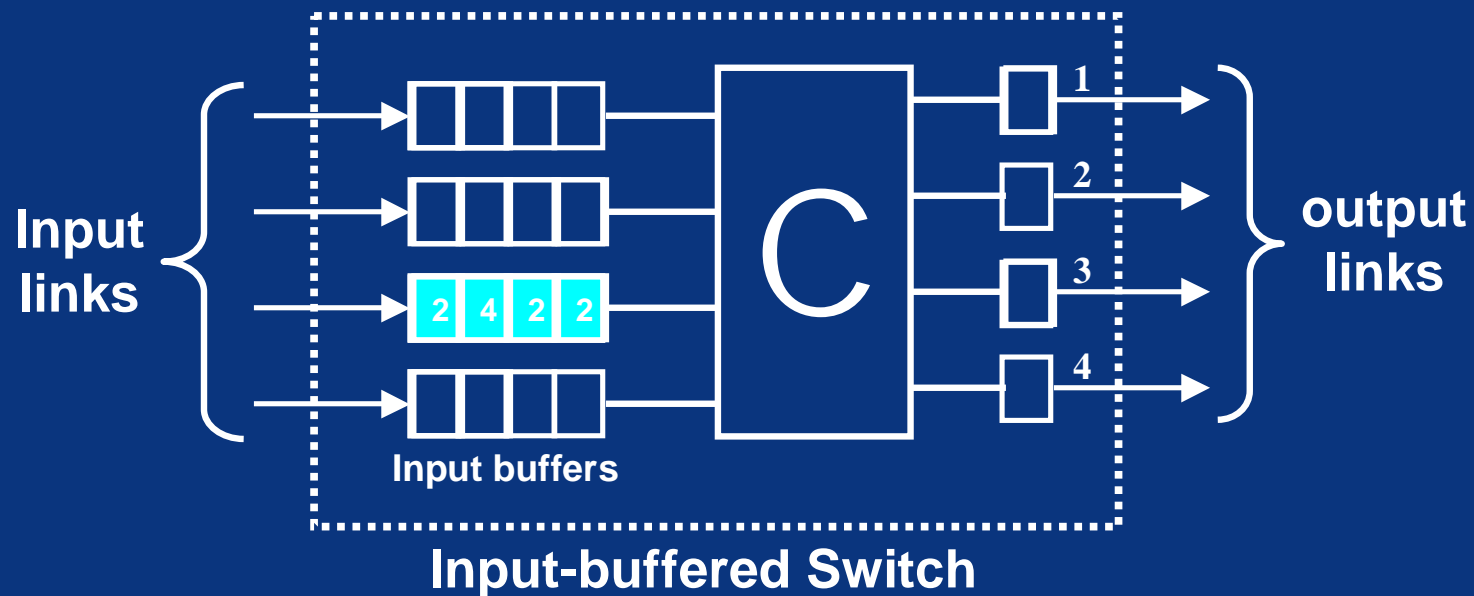 Input
links
2 4 2 2
Input buffers
C
1
2
3
4
output
links
Input-buffered Switch